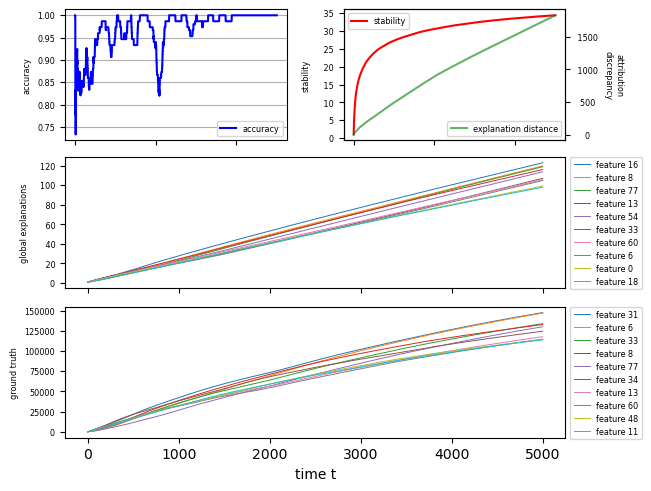 1.00
0.95
0.90
0.85
0.80
0.75
accuracy
accuracy
35
30
25
20
15
10
5
0
stability
stability
explanation distance
1500
1000
500
0
attribution
discrepancy
120
100
80
60
40
20
0
global explanations
feature 16
feature 8
feature 77
feature 13
feature 54
feature 33
feature 60
feature 6
feature 0
feature 18
150000
125000
100000
75000
50000
25000
0
ground truth
feature 31
feature 6
feature 33
feature 8
feature 77
feature 34
feature 13
feature 60
feature 48
feature 11
0 1000 2000 3000 4000 5000
time t